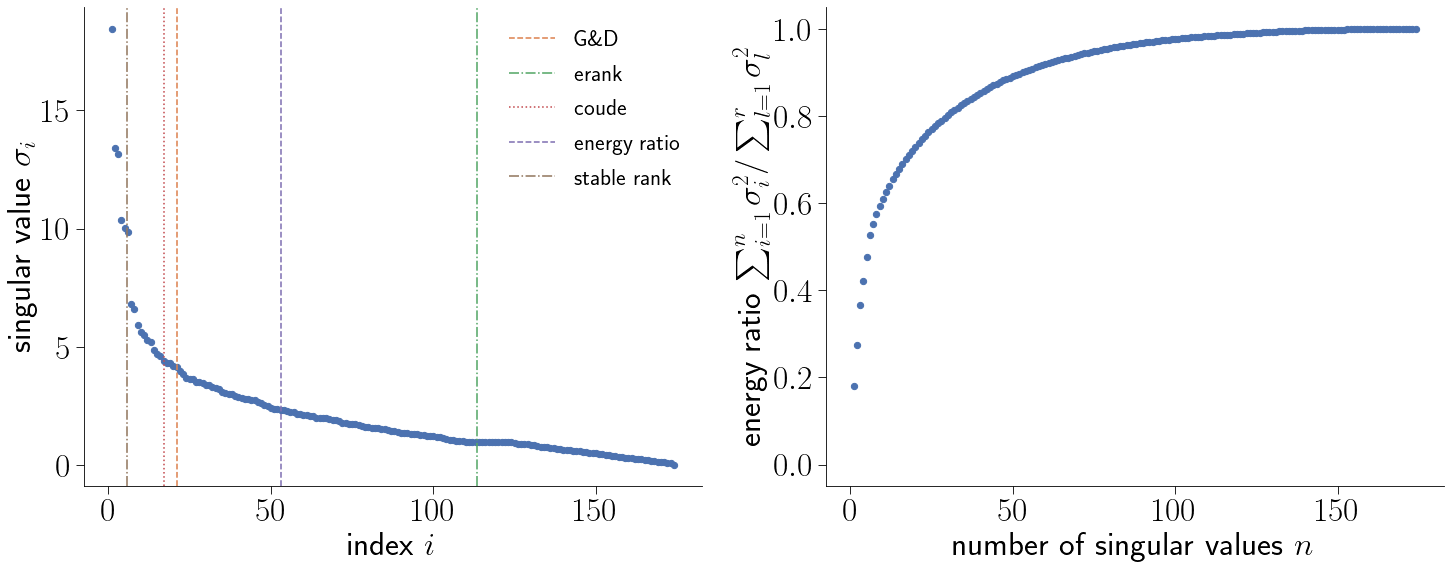 singular value σ_i
15
10
5
0
0 50 100 150
index i
G&D
erank
coude
energy ratio
stable rank
energy ratio ∑_{i=1}^{n} σ_i^2 / ∑_{l=1}^{r} σ_l^2
1.0
0.8
0.6
0.4
0.2
0.0
0 50 100 150
number of singular values n